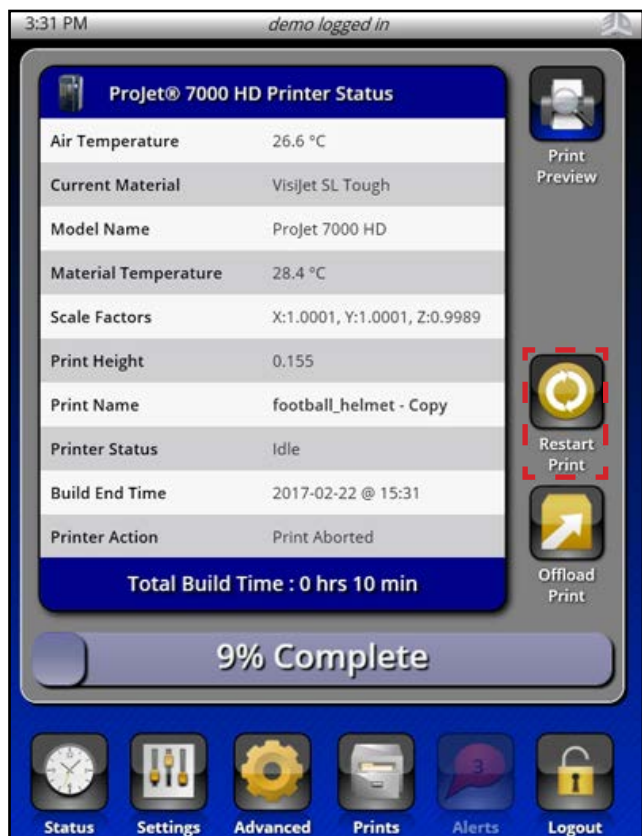 3:31 PM demo logged in
ProJet® 7000 HD Printer Status
Air Temperature 26.6 °C
Current Material VisiJet SL Tough
Model Name ProJet 7000 HD
Material Temperature 28.4 °C
Scale Factors X:1.0001, Y:1.0001, Z:0.9989
Print Height 0.155
Print Name football_helmet - Copy
Printer Status Idle
Build End Time 2017-02-22 @ 15:31
Printer Action Print Aborted
Total Build Time : 0 hrs 10 min
Print
Preview
Restart
Print
Offload
Print
9% Complete
3
Status Settings Advanced Prints Alerts Logout